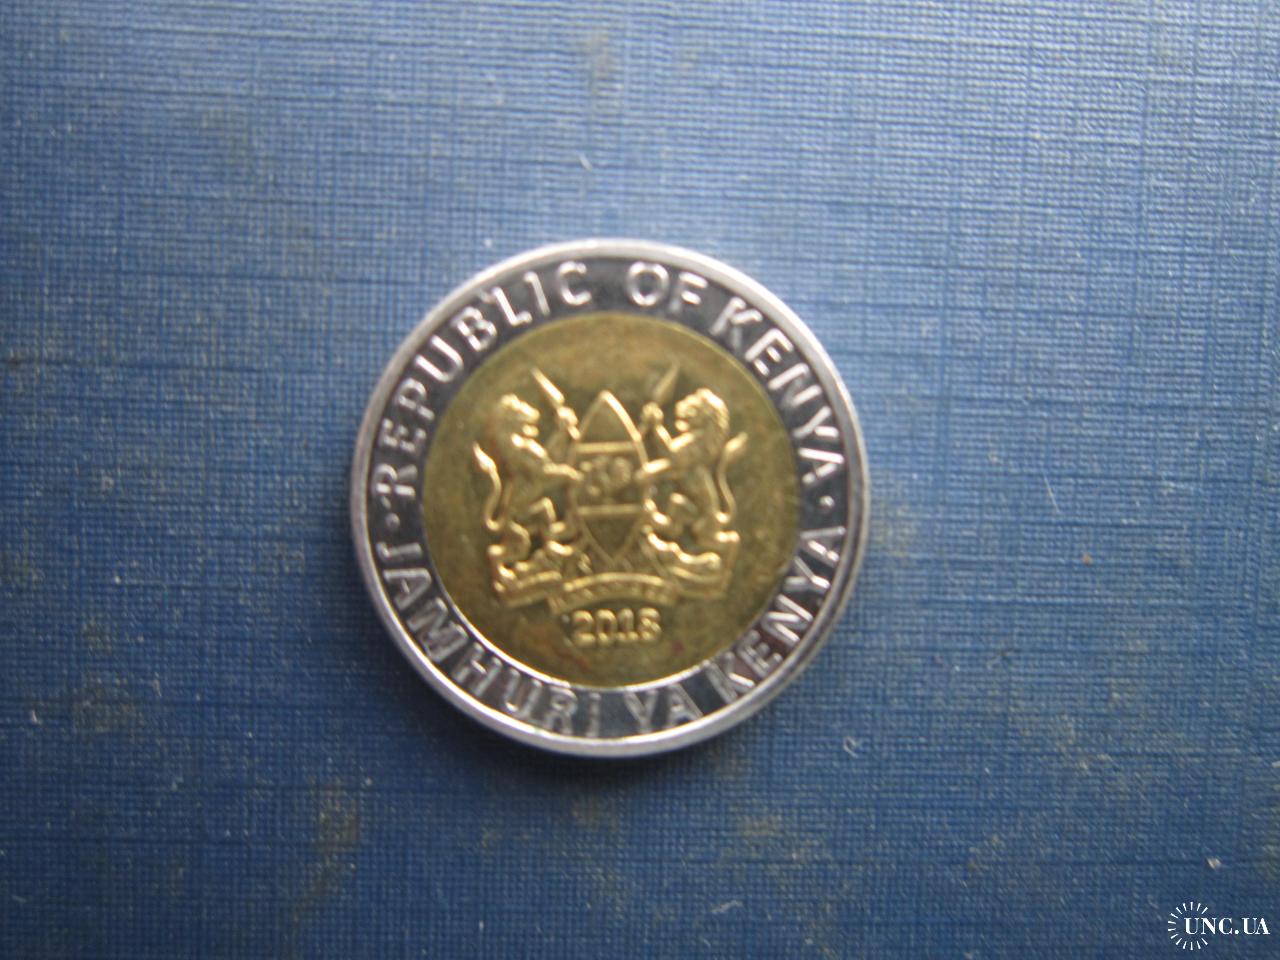 REPUBLIC OF KENYA
2018
JAMHURI YA KENYA
UNC.UA